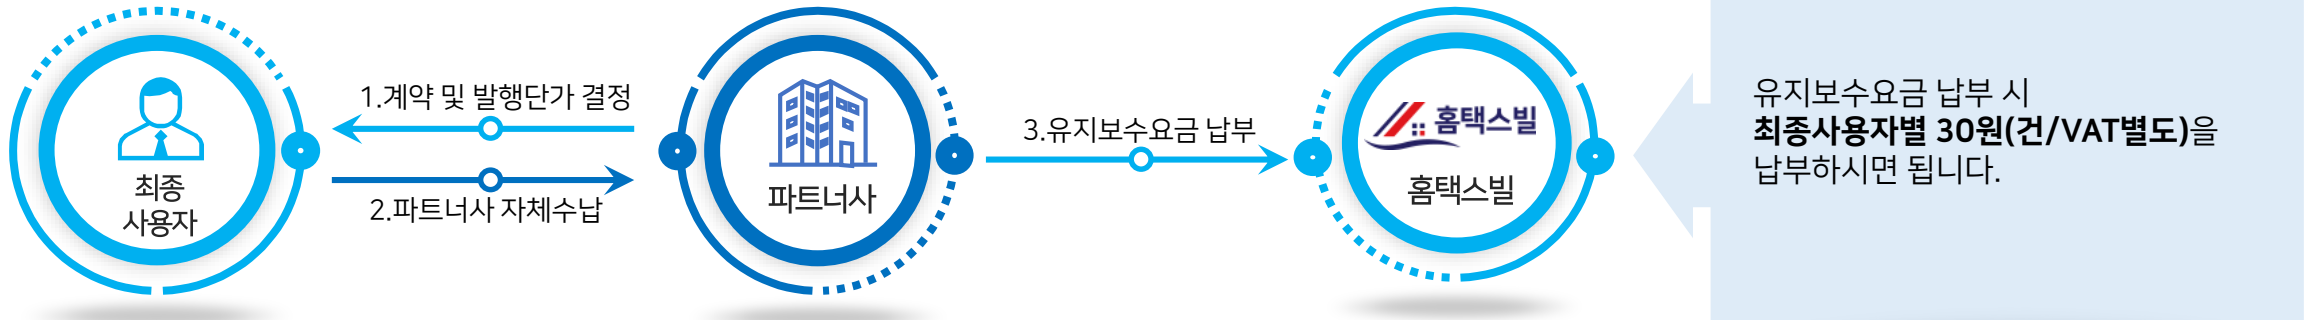 최종
사용자
1.계약 및 발행단가 결정
2.파트너사 자체수납
파트너사
3.유지보수요금 납부
홈택스빌
홈택스빌
유지보수요금 납부 시
최종사용자별 30원(건/VAT별도)을
납부하시면 됩니다.